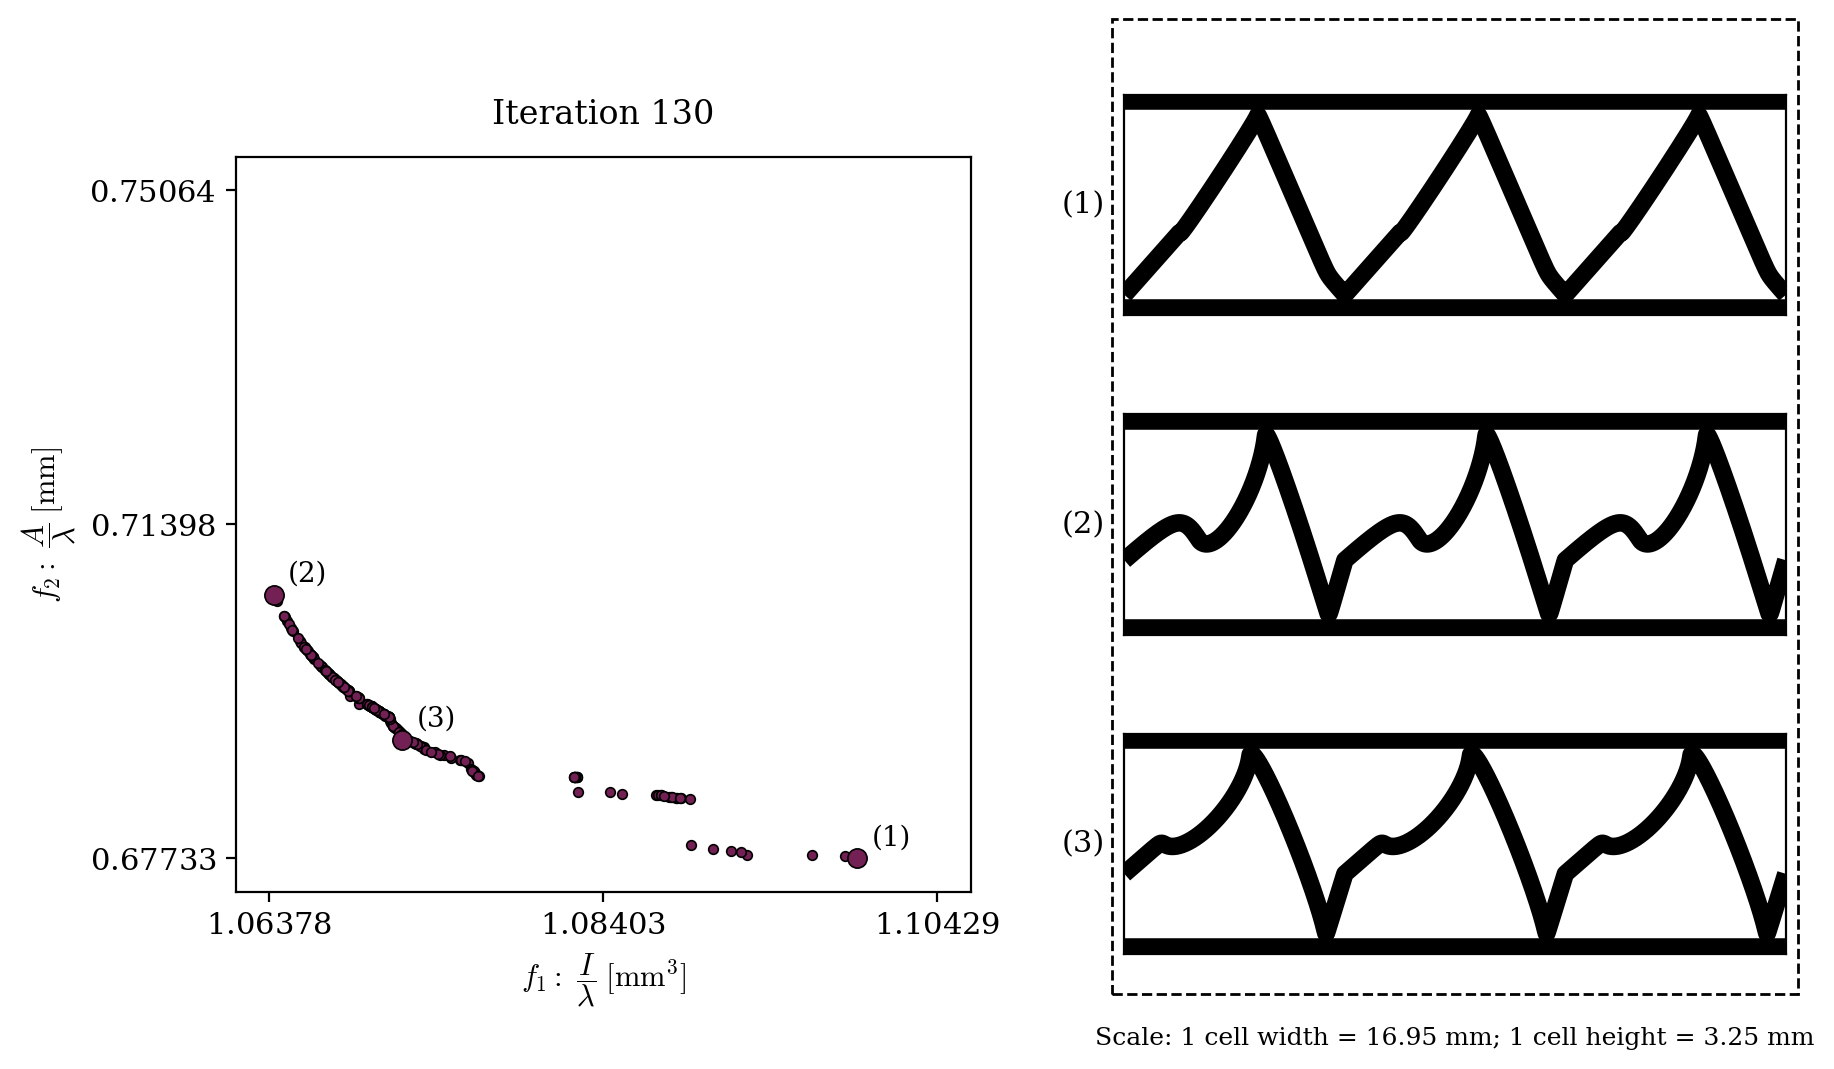 Iteration 130
0.75064
0.71398
0.67733
f₂ : A/λ [mm]
(2)
(3)
(1)
1.06378 1.08403 1.10429
f₁ : I/λ [mm³]
(1)
(2)
(3)
Scale: 1 cell width = 16.95 mm; 1 cell height = 3.25 mm